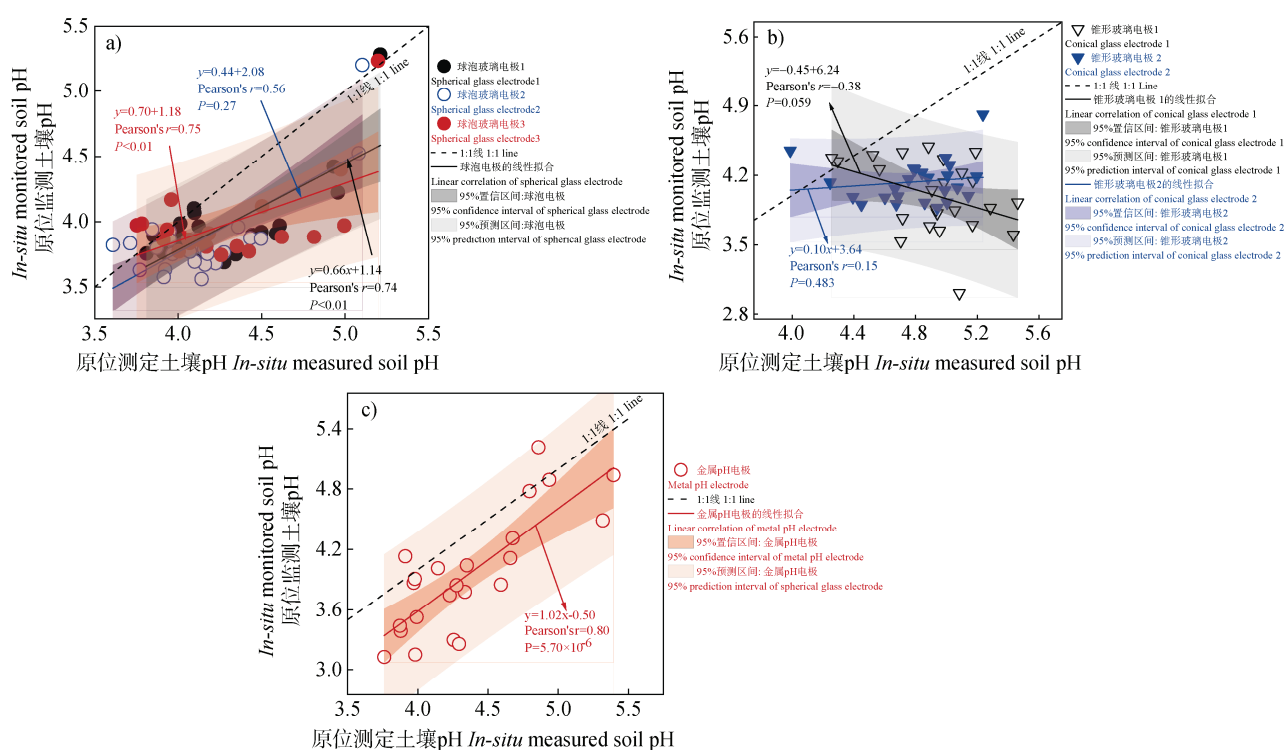 a)
5.5
5.0
4.5
4.0
3.5
3.5
4.0
4.5
5.0
5.5
In-situ monitored soil pH
原位监测土壤pH
原位测定土壤pH In-situ measured soil pH
y=0.44+2.08
Pearson's r=0.56
P=0.27
y=0.70+1.18
Pearson's r=0.75
P<0.01
1:1线 1:1 line
y=0.66x+1.14
Pearson's r=0.74
P<0.01
球泡玻璃电极1
Spherical glass electrode1
球泡玻璃电极2
Spherical glass electrode2
球泡玻璃电极3
Spherical glass electrode3
1:1线 1:1 line
球泡电极的线性拟合
Linear correlation of spherical glass electrode
95%置信区间:球泡电极
95% confidence interval of spherical glass electrode
95%预测区间:球泡电极
95% prediction interval of spherical glass electrode
b)
5.6
4.9
4.2
3.5
2.8
4.0
4.4
4.8
5.2
5.6
In-situ monitored soil pH
原位监测土壤pH
原位测定土壤pH In-situ measured soil pH
1:1线 1:1 line
y=−0.45+6.24
Pearson's r=−0.38
P=0.059
y=0.10x+3.64
Pearson's r=0.15
P=0.483
锥形玻璃电极1
Conical glass electrode 1
锥形玻璃电极 2
Conical glass electrode 2
1:1线 1:1 line
锥形玻璃电极 1的线性拟合
Linear correlation of conical glass electrode 1
95%置信区间: 锥形玻璃电极1
95% confidence interval of conical glass electrode 1
95%预测区间: 锥形玻璃电极1
95% prediction interval of conical glass electrode 1
锥形玻璃电极2的线性拟合
Linear correlation of conical glass electrode 2
95%置信区间: 锥形玻璃电极2
95% confidence interval of conical glass electrode 2
95%预测区间: 锥形玻璃电极2
95% prediction interval of conical glass electrode 2
c)
5.4
4.8
4.2
3.6
3.0
3.5
4.0
4.5
5.0
5.5
In-situ monitored soil pH
原位监测土壤pH
原位测定土壤pH In-situ measured soil pH
1:1线 1:1 line
y=1.02x-0.50
Pearson'sr=0.80
P=5.70×10-6
金属pH电极
Metal pH electrode
1:1线 1:1 line
金属pH电极的线性拟合
Linear correlation of metal pH electrode
95%置信区间: 金属pH电极
95% confidence interval of metal pH electrode
95%预测区间: 金属pH电极
95% prediction interval of spherical glass electrode